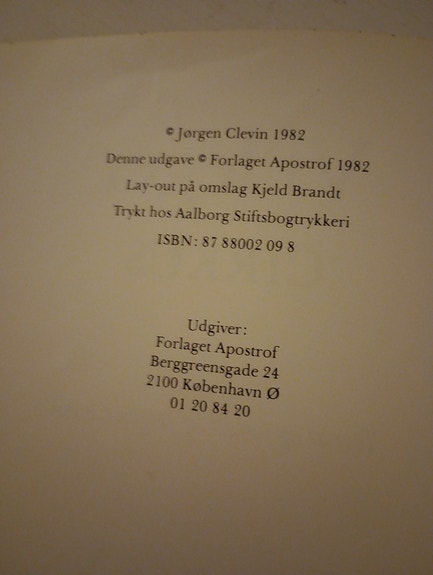 © Jørgen Clevin 1982
Denne udgave © Forlaget Apostrof 1982
Lay-out på omslag Kjeld Brandt
Trykt hos Aalborg Stiftsbogtrykkeri
ISBN: 87 88002 09 8
Udgiver:
Forlaget Apostrof
Berggreensgade 24
2100 København Ø
01 20 84 20